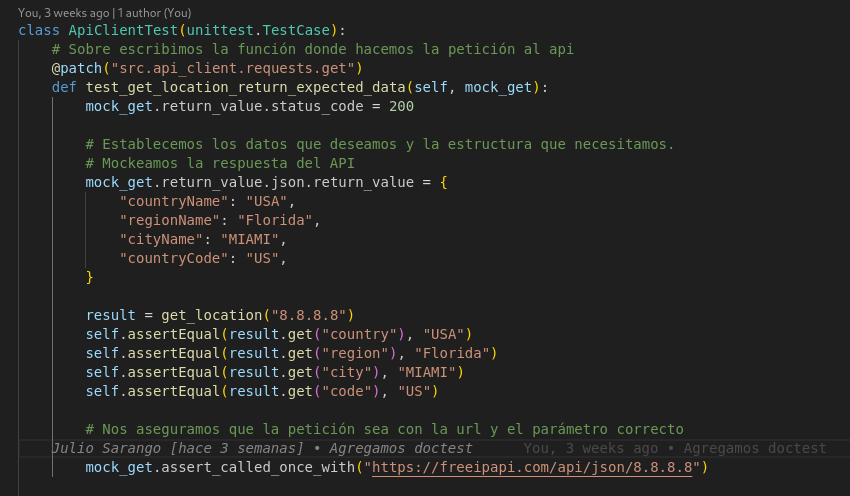 You, 3 weeks ago | 1 author (You)
class ApiClientTest(unittest.TestCase):
    # Sobre escribimos la función donde hacemos la petición al api
    @patch("src.api_client.requests.get")
    def test_get_location_return_expected_data(self, mock_get):
        mock_get.return_value.status_code = 200

        # Establecemos los datos que deseamos y la estructura que necesitamos.
        # Mockeamos la respuesta del API
        mock_get.return_value.json.return_value = {
            "countryName": "USA",
            "regionName": "Florida",
            "cityName": "MIAMI",
            "countryCode": "US",
        }

        result = get_location("8.8.8.8")
        self.assertEqual(result.get("country"), "USA")
        self.assertEqual(result.get("region"), "Florida")
        self.assertEqual(result.get("city"), "MIAMI")
        self.assertEqual(result.get("code"), "US")

        # Nos aseguramos que la petición sea con la url y el parámetro correcto
    Julio Sarango [hace 3 semanas] • Agregamos doctest      You, 3 weeks ago • Agregamos doctest
        mock_get.assert_called_once_with("https://freeipapi.com/api/json/8.8.8.8")